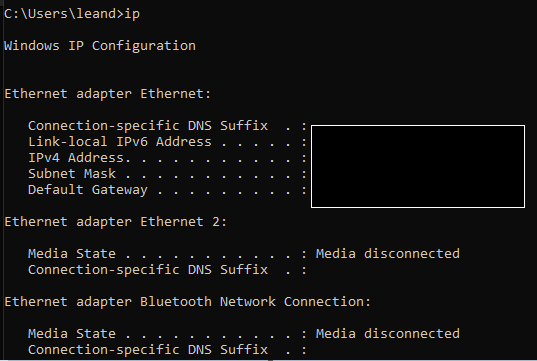 C:\Users\leand>ip
Windows IP Configuration
Ethernet adapter Ethernet:
Connection-specific DNS Suffix  . :
Link-local IPv6 Address . . . . . :
IPv4 Address. . . . . . . . . . . :
Subnet Mask . . . . . . . . . . . :
Default Gateway . . . . . . . . . :
Ethernet adapter Ethernet 2:
Media State . . . . . . . . . . . : Media disconnected
Connection-specific DNS Suffix  . :
Ethernet adapter Bluetooth Network Connection:
Media State . . . . . . . . . . . : Media disconnected
Connection-specific DNS Suffix  . :